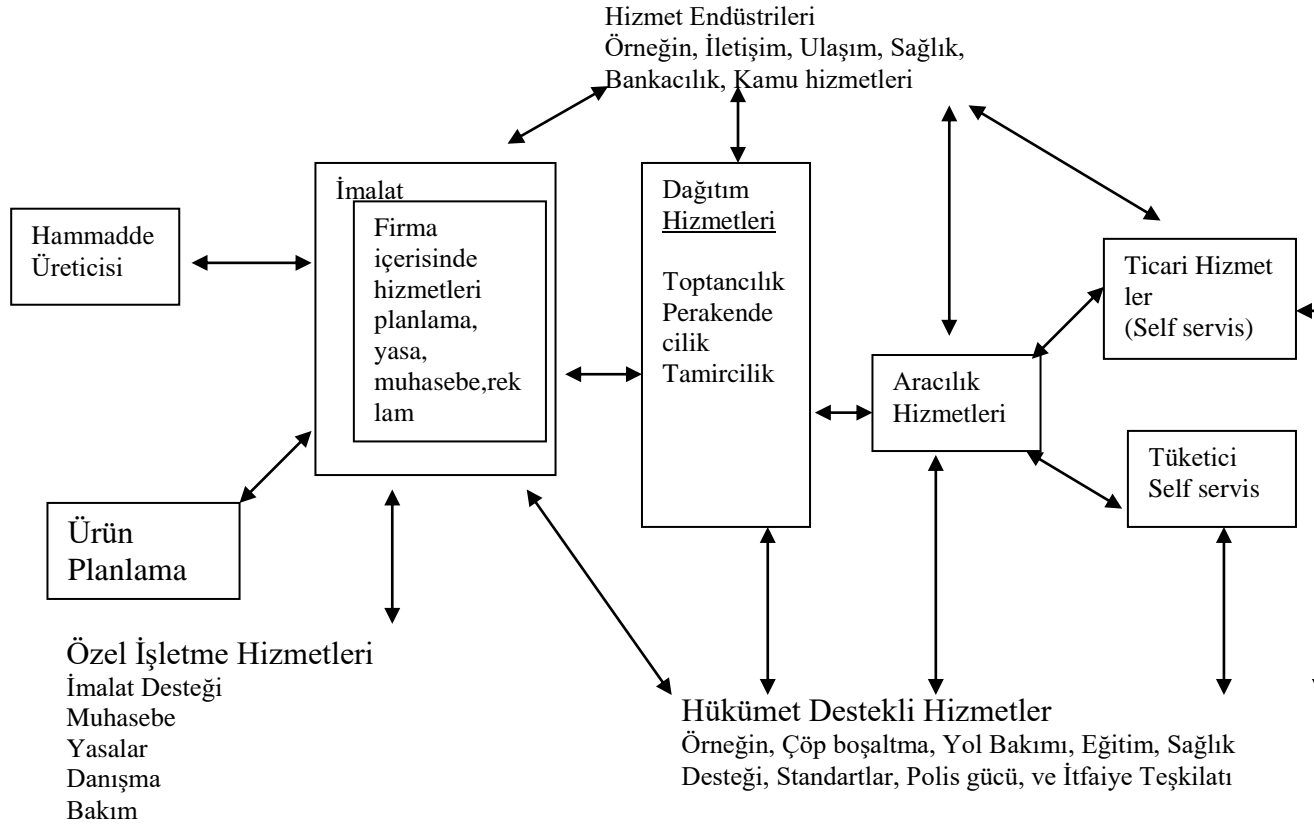 Hizmet Endüstrileri
Örneğin, İletişim, Ulaşım, Sağlık,
Bankacılık, Kamu hizmetleri
Hammadde
Üreticisi
İmalat
Firma
içerisinde
hizmetleri
planlama,
yasa,
muhasebe,rek
lam
Dağıtım
Hizmetleri
Toptancılık
Perakende
cilik
Tamircilik
Aracılık
Hizmetleri
Ticari Hizmet
ler
(Self servis)
Tüketici
Self servis
Ürün
Planlama
Özel İşletme Hizmetleri
İmalat Desteği
Muhasebe
Yasalar
Danışma
Bakım
Hükümet Destekli Hizmetler
Örneğin, Çöp boşaltma, Yol Bakımı, Eğitim, Sağlık
Desteği, Standartlar, Polis gücü, ve İtfaiye Teşkilatı